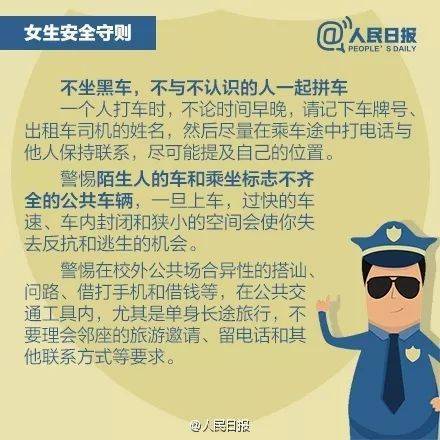 女生安全守则
@人民日报
PEOPLE'S DAILY
不坐黑车，不与不认识的人一起拼车
一个人打车时，不论时间早晚，请记下车牌号、
出租车司机的姓名，然后尽量在乘车途中打电话与
他人保持联系，尽可能提及自己的位置。
警惕陌生人的车和乘坐标志不齐
全的公共车辆，一旦上车，过快的车
速、车内封闭和狭小的空间会使你失
去反抗和逃生的机会。
警惕在校外公共场合异性的搭讪、
问路、借打手机和借钱等，在公共交
通工具内，尤其是单身长途旅行，不
要理会邻座的旅游邀请、留电话和其
他联系方式等要求。
@人民日报